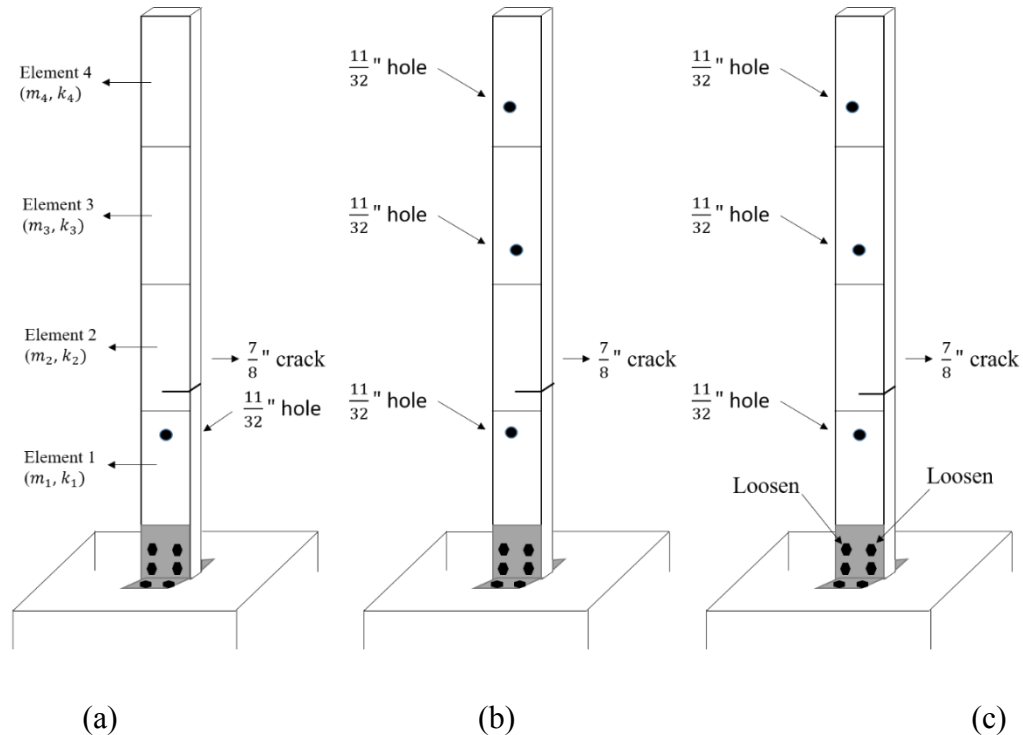 Element 4
(m₄, k₄)
Element 3
(m₃, k₃)
Element 2
(m₂, k₂)
7/8 " crack
11/32 " hole
Element 1
(m₁, k₁)
(a)
11/32 " hole
11/32 " hole
7/8 " crack
11/32 " hole
(b)
11/32 " hole
11/32 " hole
7/8 " crack
11/32 " hole
Loosen
Loosen
(c)